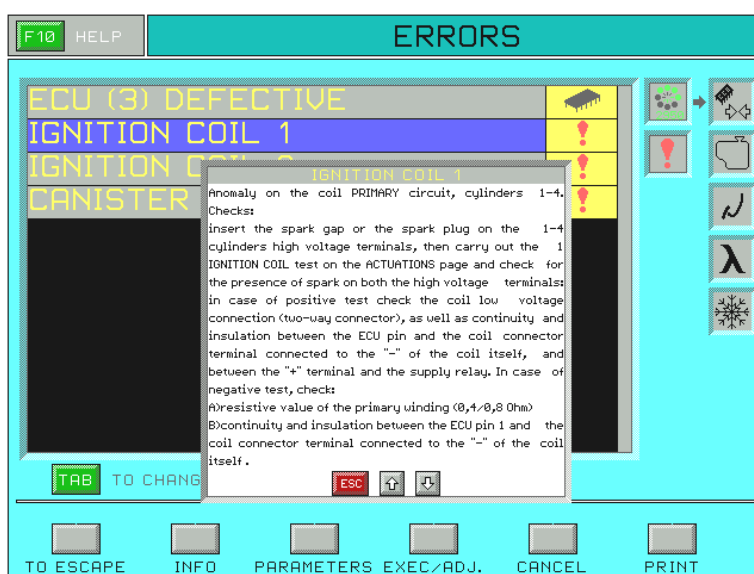 F10 HELP
ERRORS
ECU (3) DEFECTIVE
IGNITION COIL 1
IGNITION
CANISTER
IGNITION COIL 1
Anomaly on the coil PRIMARY circuit, cylinders 1-4.
Checks:
insert the spark gap or the spark plug on the 1-4
cylinders high voltage terminals, then carry out the 1
IGNITION COIL test on the ACTUATIONS page and check for
the presence of spark on both the high voltage terminals:
in case of positive test check the coil low voltage
connection (two-way connector), as well as continuity and
insulation between the ECU pin and the coil connector
terminal connected to the "-" of the coil itself, and
between the "+" terminal and the supply relay. In case of
negative test, check:
A)resistive value of the primary winding (0,4/0,8 Ohm)
B)continuity and insulation between the ECU pin 1 and the
coil connector terminal connected to the "-" of the coil
itself.
ESC
TAB TO CHANG
TO ESCAPE INFO PARAMETERS EXEC/ADJ. CANCEL PRINT